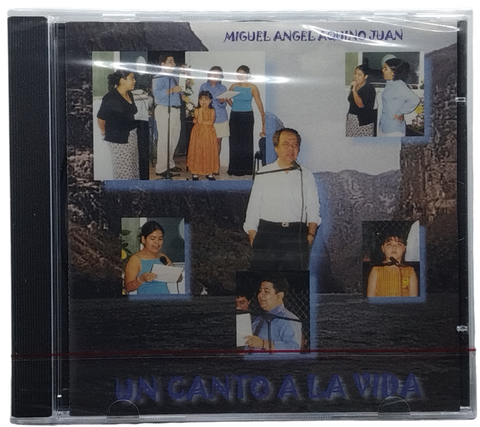 MIGUEL ANGEL AQUINO JUAN
UN CANTO A LA VIDA